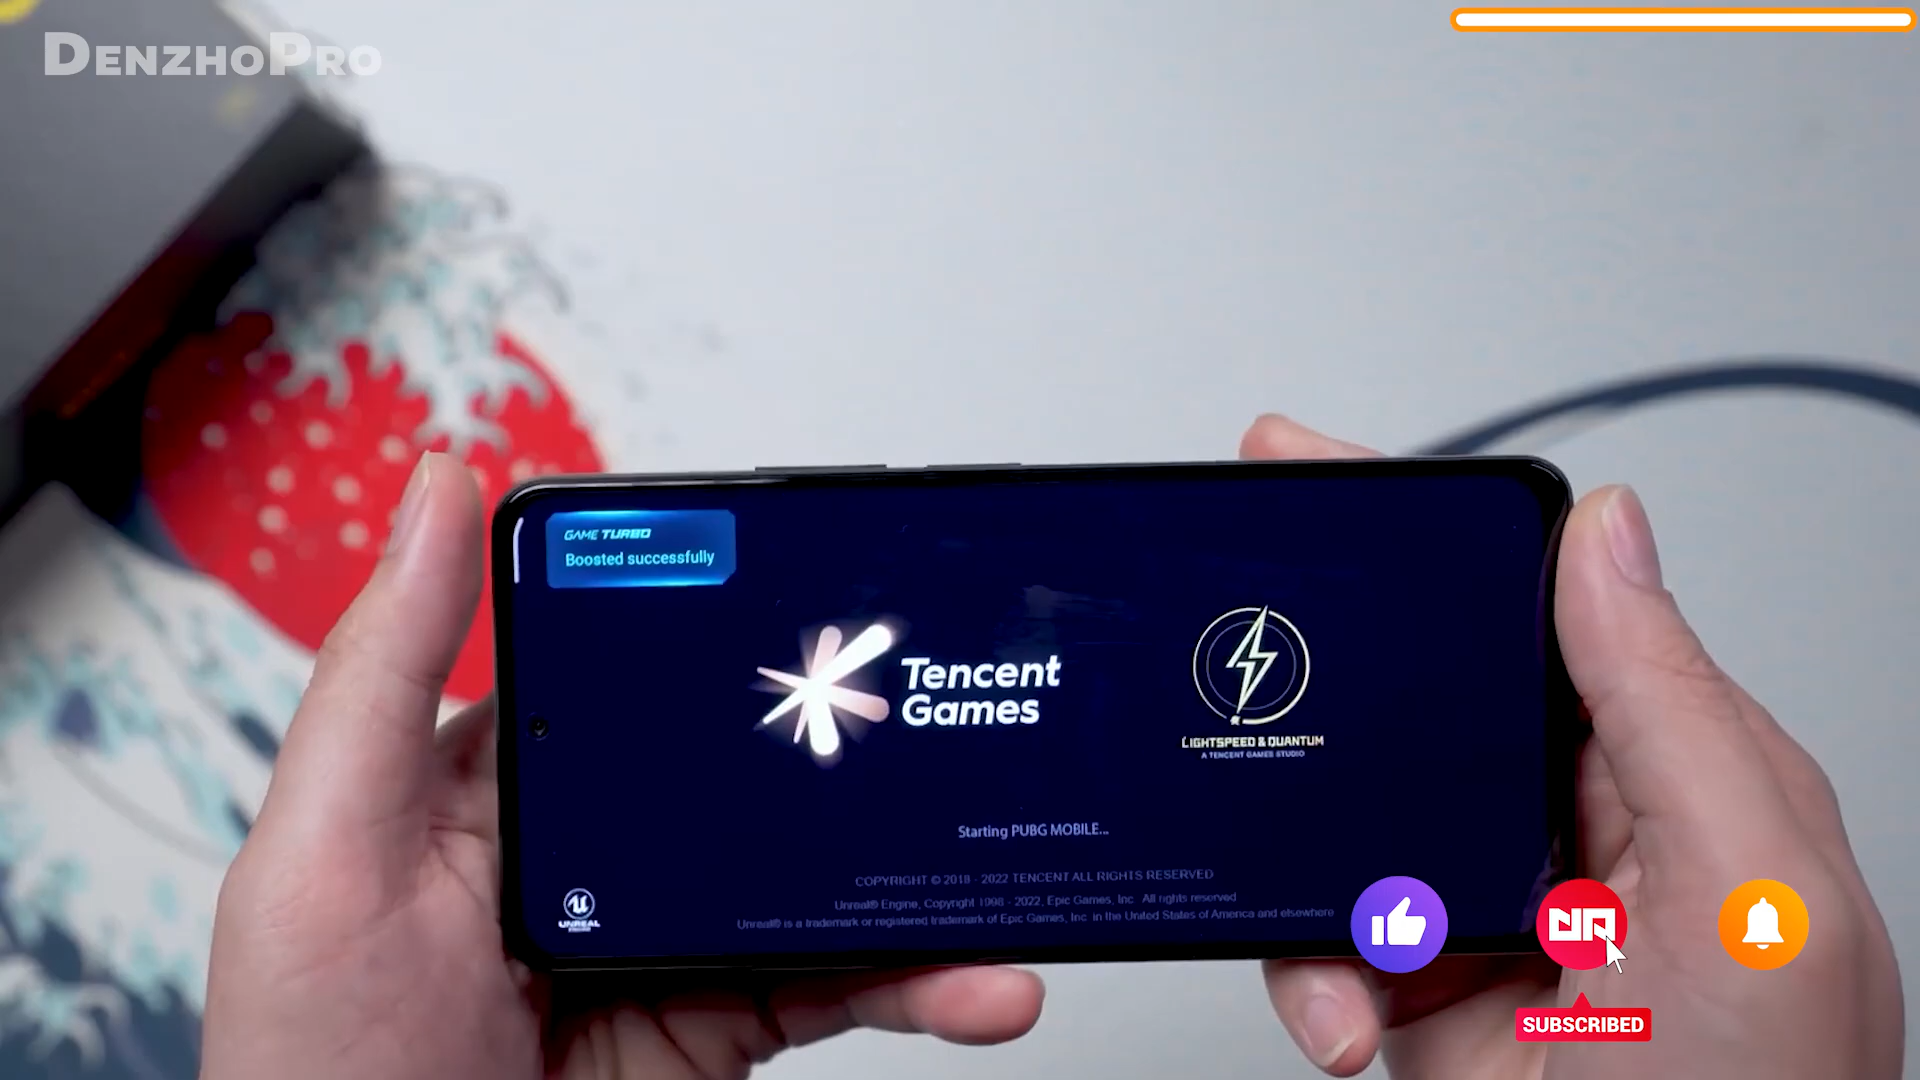 DENZHOPRO
GAME TURBO
Boosted successfully
Tencent
Games
LIGHTSPEED & QUANTUM
A TENCENT GAMES STUDIO
Starting PUBG MOBILE...
COPYRIGHT © 2018 - 2022 TENCENT ALL RIGHTS RESERVED
Unreal® Engine, Copyright 1998 - 2022, Epic Games, Inc. All rights reserved
Unreal® is a trademark or registered trademark of Epic Games, Inc. in the United States of America and elsewhere
UNREAL
ENGINE
SUBSCRIBED